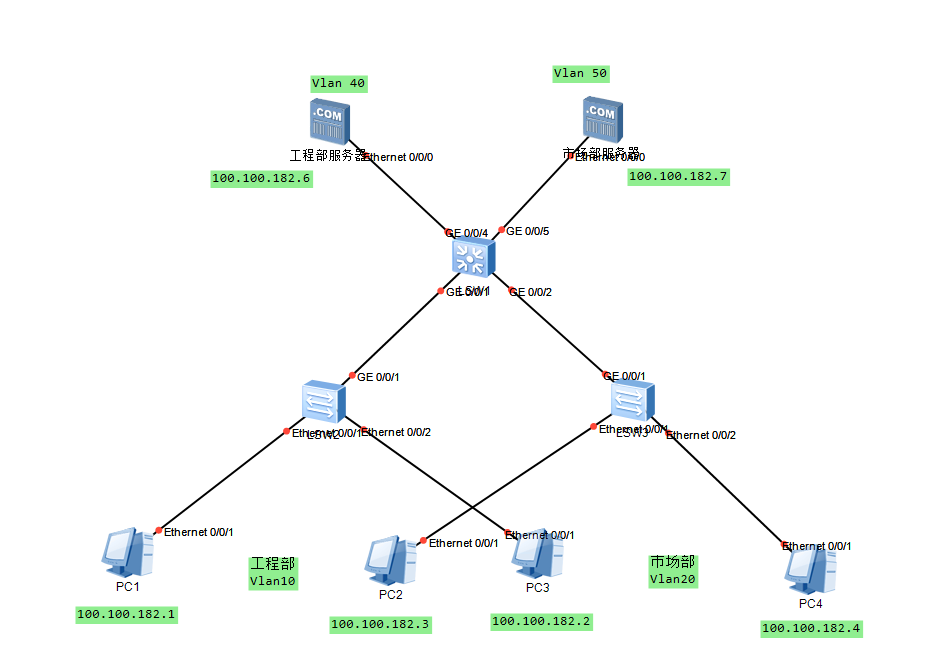 Vlan 40
Vlan 50
.COM
.COM
工程部服务器
Ethernet 0/0/0
市场部服务器
Ethernet 0/0/0
100.100.182.6
100.100.182.7
GE 0/0/4
GE 0/0/5
GE 0/0/1
LSW1
GE 0/0/2
GE 0/0/1
GE 0/0/1
Ethernet 0/0/1
LSW2
Ethernet 0/0/2
Ethernet 0/0/1
LSW3
Ethernet 0/0/2
Ethernet 0/0/1
Ethernet 0/0/1
Ethernet 0/0/1
Ethernet 0/0/1
PC1
工程部
Vlan10
PC2
PC3
市场部
Vlan20
PC4
100.100.182.1
100.100.182.3
100.100.182.2
100.100.182.4